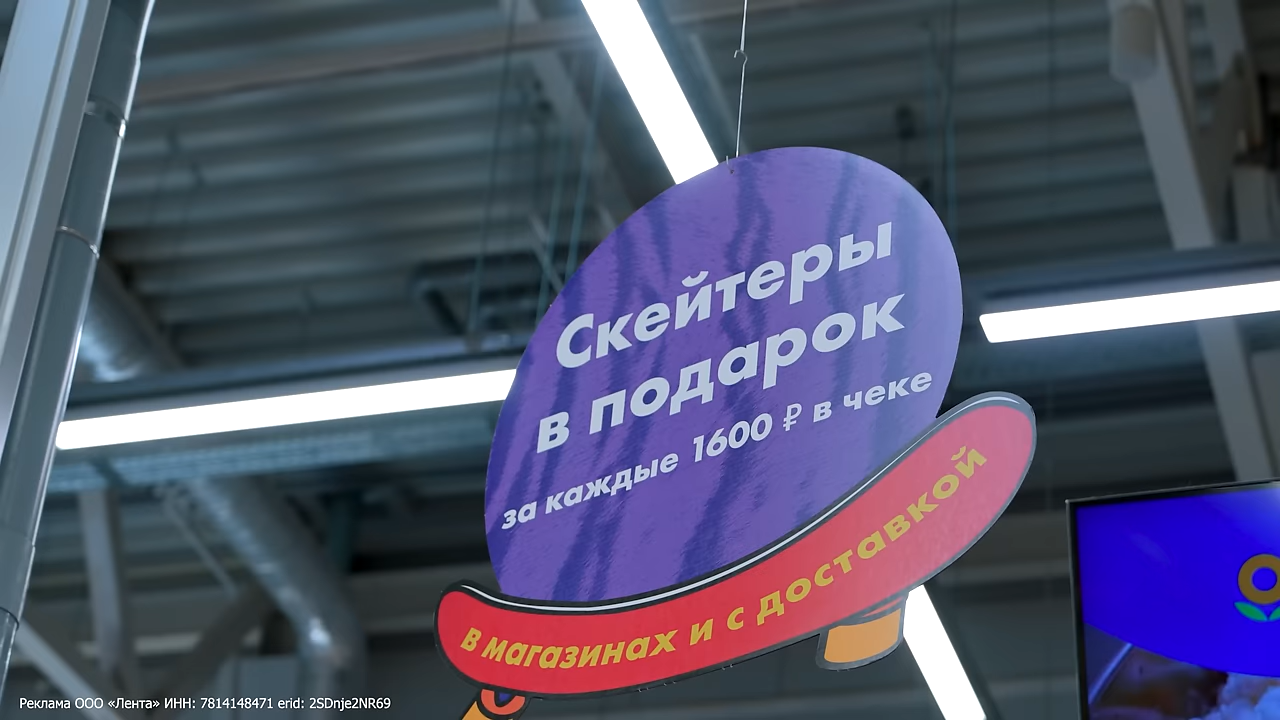 Скейтеры
в подарок
за каждые 1600 ₽ в чеке
в магазинах и с доставкой
Реклама ООО «Лента» ИНН: 7814148471 erid: 2SDnje2NR69